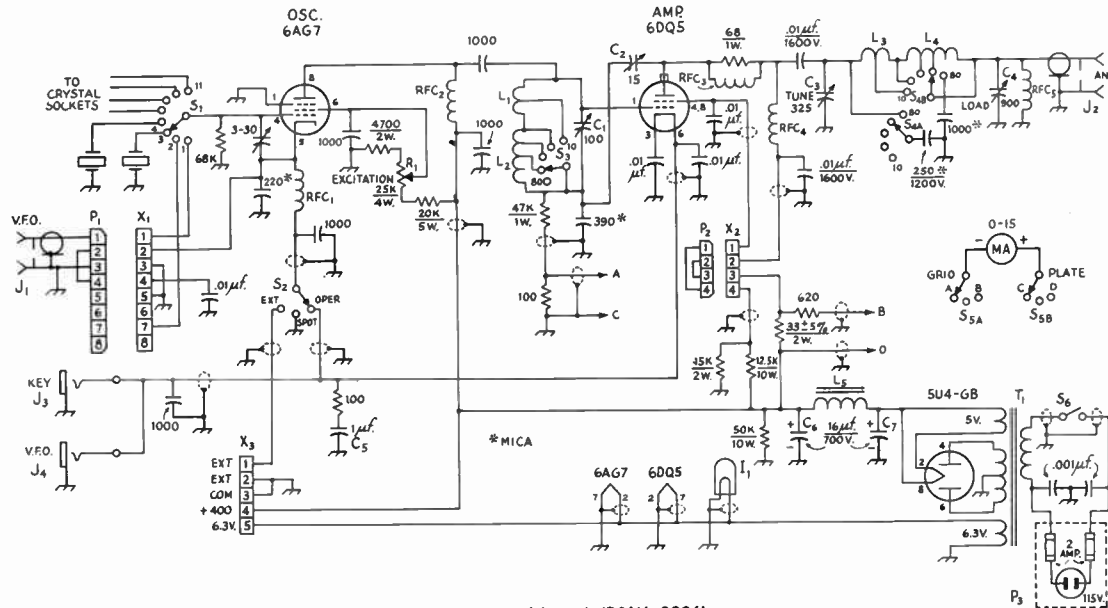 OSC.
6AG7
AMP.
6DQ5
TO
CRYSTAL
SOCKETS
11
S1
4
3
2
1
68K
3-30
220*
RFC1
1
4
8
6
5
1000
4700
2W.
R1
EXCITATION
25K
4W.
20K
5W.
1000
RFC2
1000
1000
L1
L2
S3
10
80
C1
100
47K
1W.
390*
100
A
C
C2
15
1
3
6
4,8
.01
µf.
.01
µf.
.01
µf.
68
1W.
RFC3
RFC4
.01µf.
1600V.
.01µf.
1600V.
C3
TUNE
325
L3
L4
10
S4B
80
80
S4A
10
250*
1200V.
1000*
LOAD
C4
900
RFC5
AN
J2
V.F.O.
J1
P1
1
2
3
4
5
6
7
8
X1
1
2
3
4
5
6
7
8
.01µf.
S2
EXT
OPER
SPOT
P2
1
2
3
4
X2
1
2
3
4
0-15
MA
- +
GRID
A
B
S5A
PLATE
C
D
S5B
620
B
33±5%
2W.
D
15K
2W.
12.5K
10W.
KEY
J3
V.F.O.
J4
1000
100
1µf.
C5
*MICA
X3
EXT 1
EXT 2
COM 3
+400 4
6.3V. 5
50K
10W.
C6
16µf.
700V.
C7
L5
5U4-GB
T1
5V.
2
8
4
6
6.3V.
S6
.001µf.
2
AMP.
P3
115V.
6AG7
7
2
6DQ5
2
7
I1